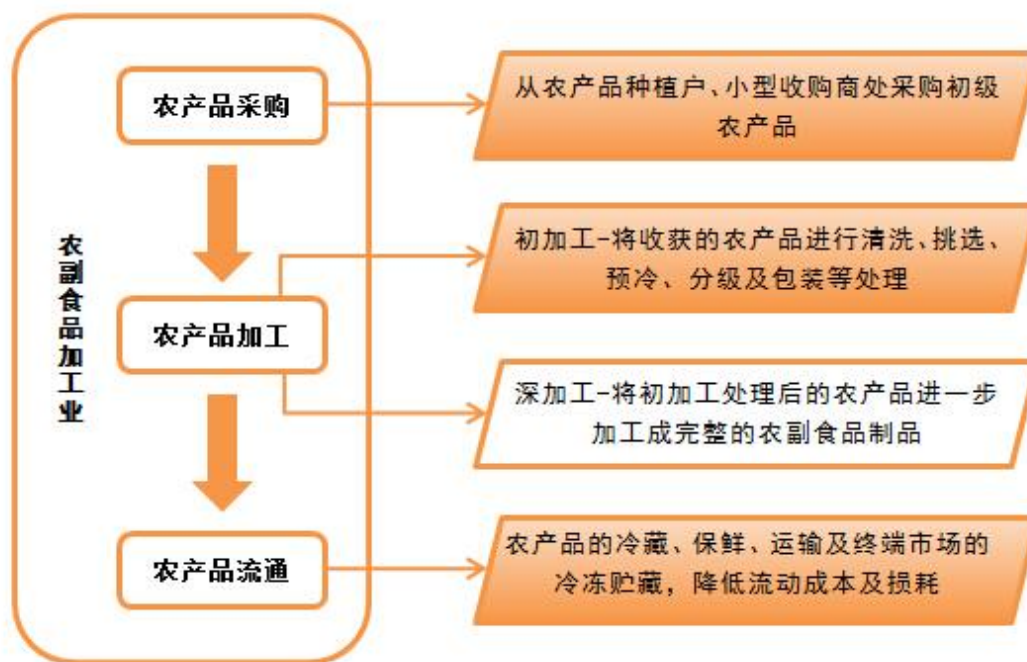 农产品采购
从农产品种植户、小型收购商处采购初级
农产品
农副食品加工业
初加工-将收获的农产品进行清洗、挑选、
预冷、分级及包装等处理
农产品加工
深加工-将初加工处理后的农产品进一步
加工成完整的农副食品制品
农产品流通
农产品的冷藏、保鲜、运输及终端市场的
冷冻贮藏，降低流动成本及损耗